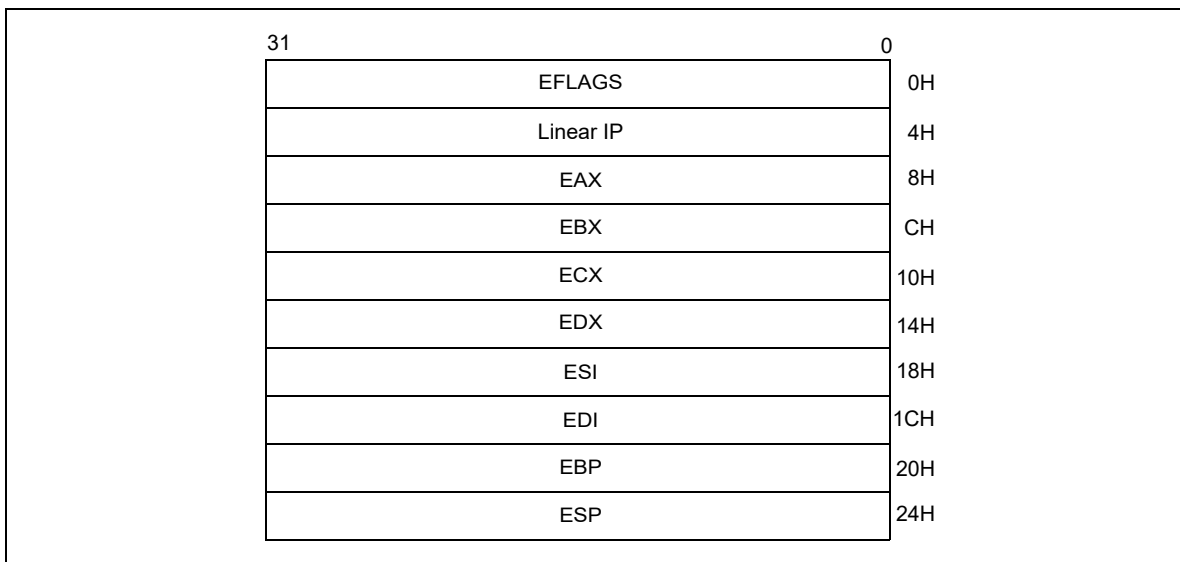 31 0
EFLAGS 0H
Linear IP 4H
EAX 8H
EBX CH
ECX 10H
EDX 14H
ESI 18H
EDI 1CH
EBP 20H
ESP 24H